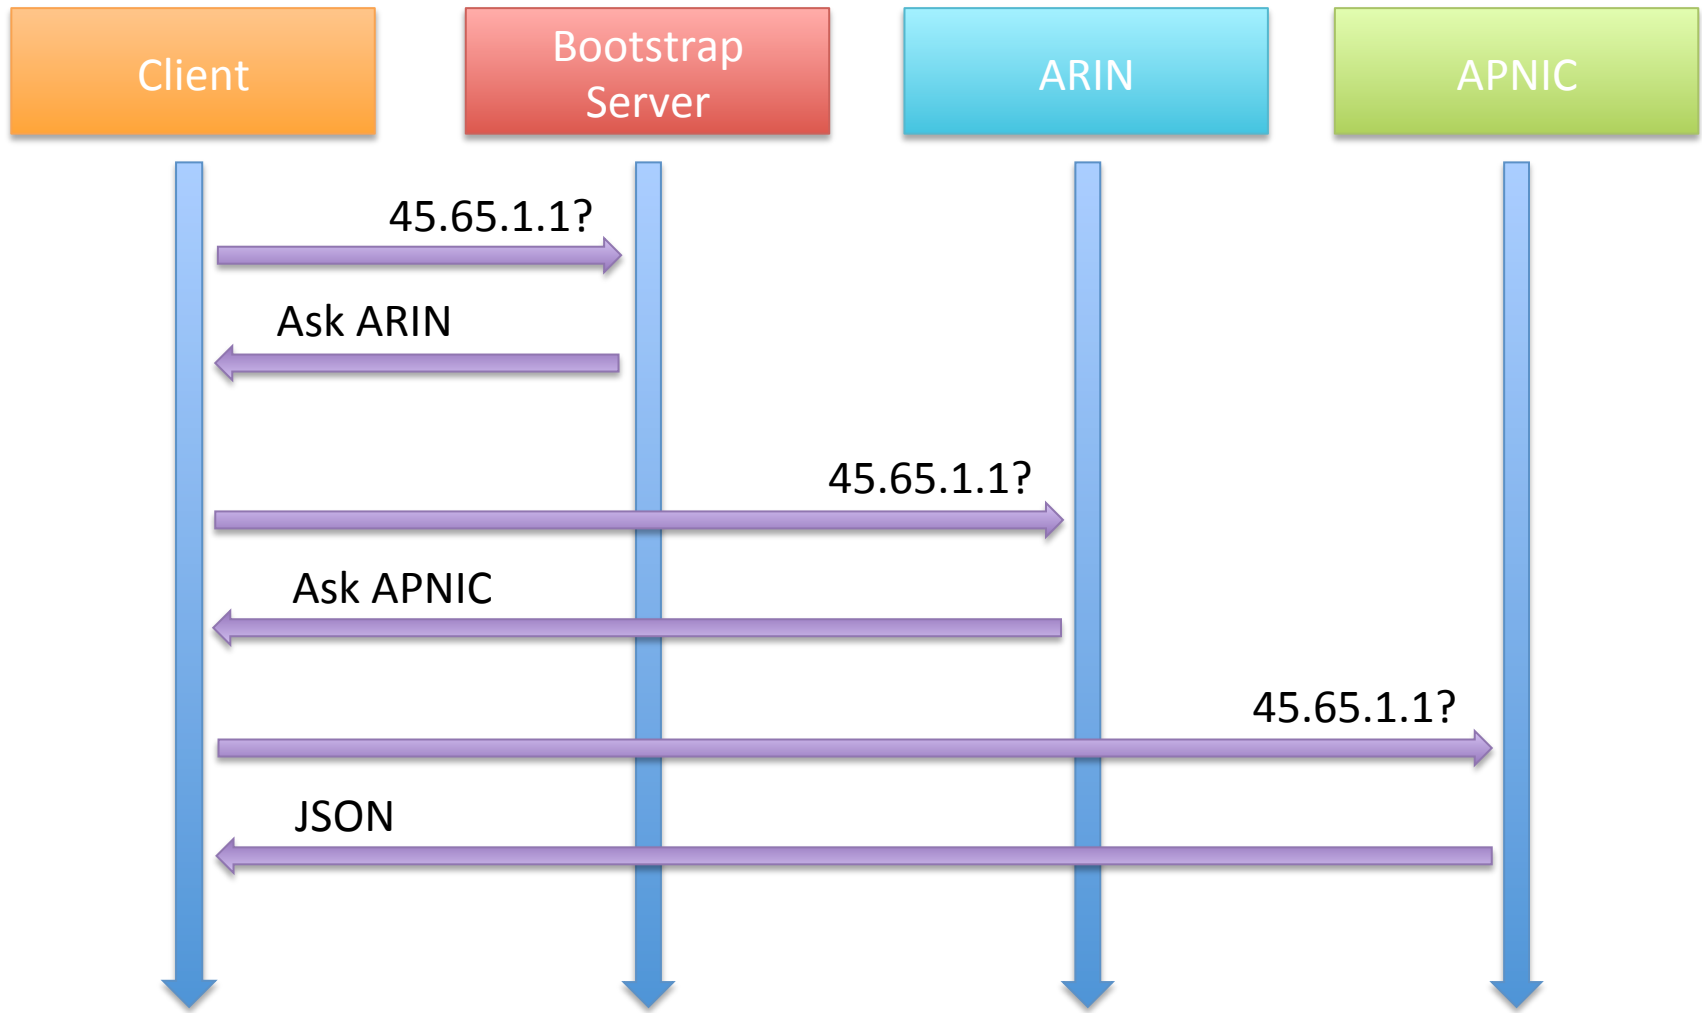 Client
Bootstrap
Server
ARIN
APNIC
45.65.1.1?
Ask ARIN
45.65.1.1?
Ask APNIC
45.65.1.1?
JSON